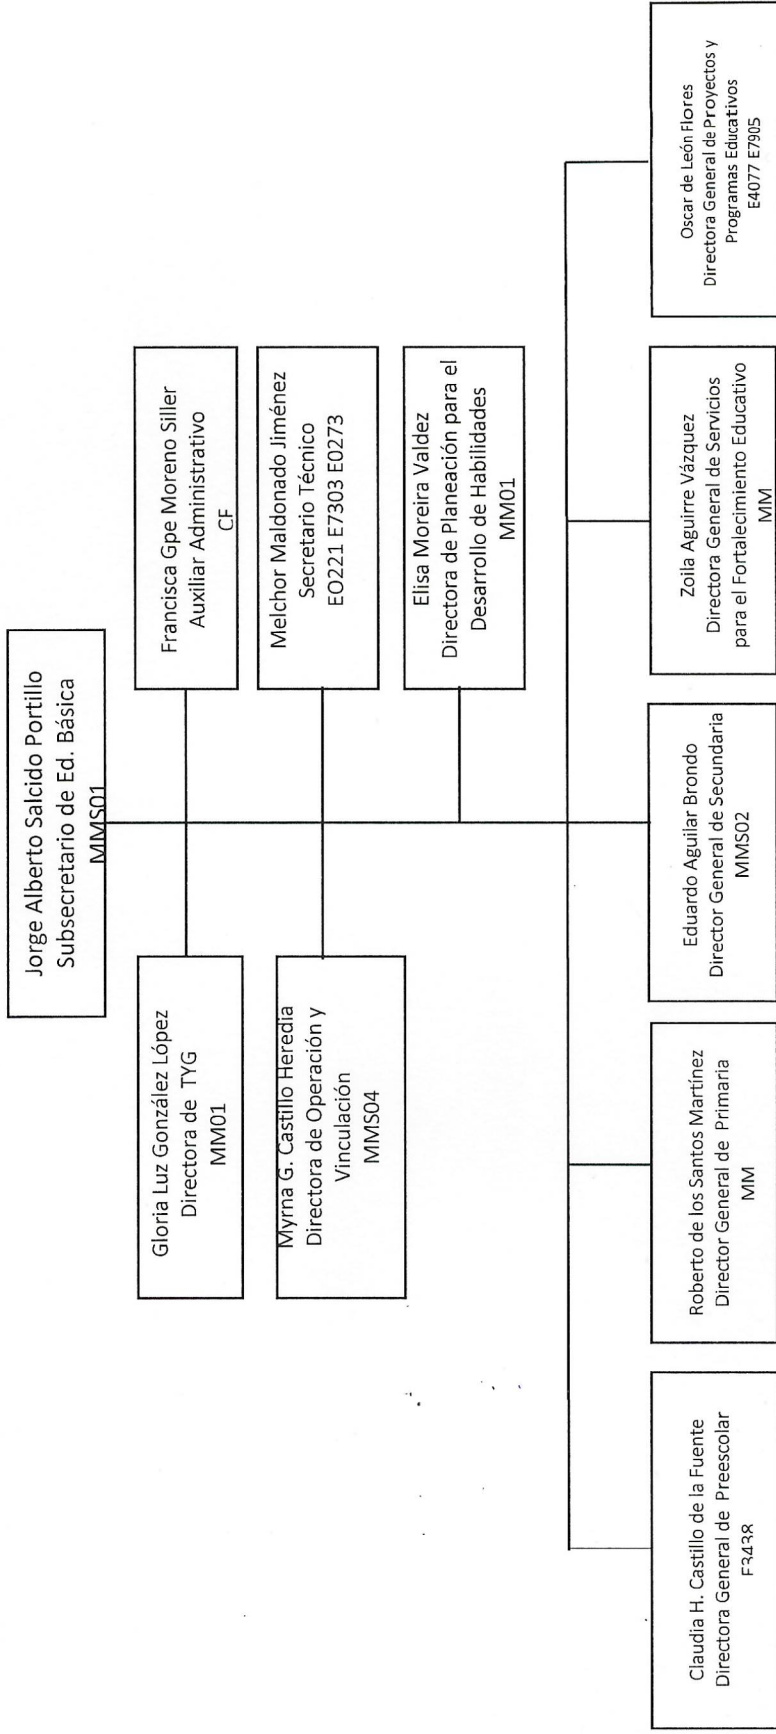 Jorge Alberto Salcido Portillo
Subsecretario de Ed. Básica
MMS01
Gloria Luz González López
Directora de TYG
MM01
Francisca Gpe Moreno Siller
Auxiliar Administrativo
CF
Myrna G. Castillo Heredia
Directora de Operación y
Vinculación
MMS04
Melchor Maldonado Jiménez
Secretario Técnico
EO221 E7303 E0273
Elisa Moreira Valdez
Directora de Planeación para el
Desarrollo de Habilidades
MM01
Claudia H. Castillo de la Fuente
Directora General de Preescolar
Roberto de los Santos Martínez
Director General de Primaria
MM
Eduardo Aguilar Brondo
Director General de Secundaria
MMS02
Zoila Aguirre Vázquez
Directora General de Servicios
para el Fortalecimiento Educativo
MM
Oscar de León Flores
Directora General de Proyectos y
Programas Educativos
E4077 E7905